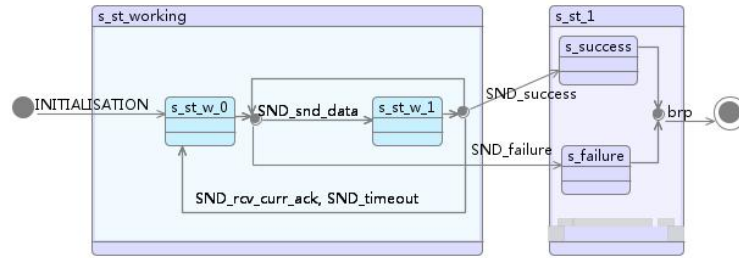 s_st_working
s_st_1
s_success
INITIALISATION
s_st_w_0
SND_snd_data
s_st_w_1
SND_success
brp
SND_failure
s_failure
SND_rcv_curr_ack, SND_timeout